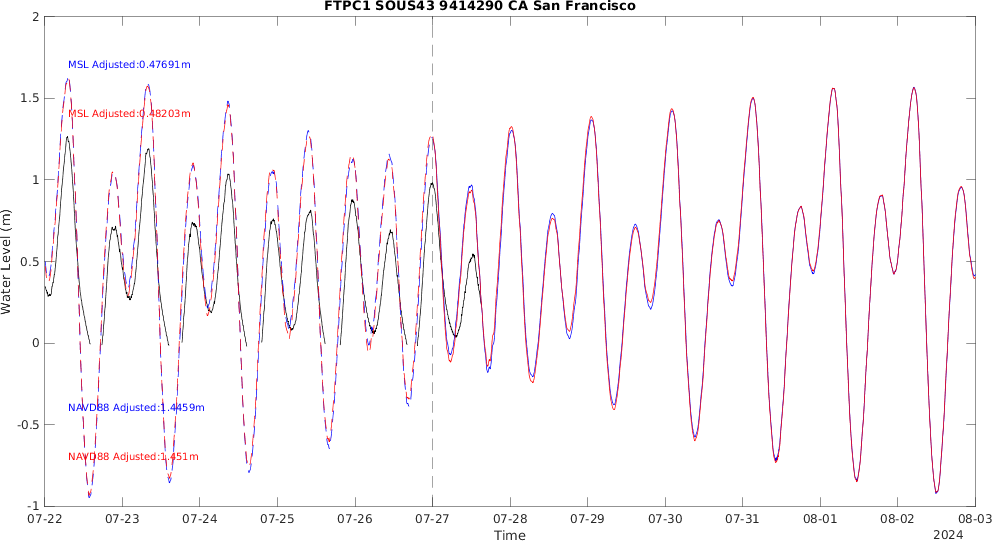 FTPC1 SOUS43 9414290 CA San Francisco
Water Level (m)
2
1.5
1
0.5
0
-0.5
-1
MSL Adjusted:0.47691m
MSL Adjusted:0.48203m
NAVD88 Adjusted:1.4459m
NAVD88 Adjusted:1.451m
07-22 07-23 07-24 07-25 07-26 07-27 07-28 07-29 07-30 07-31 08-01 08-02 08-03
Time
2024